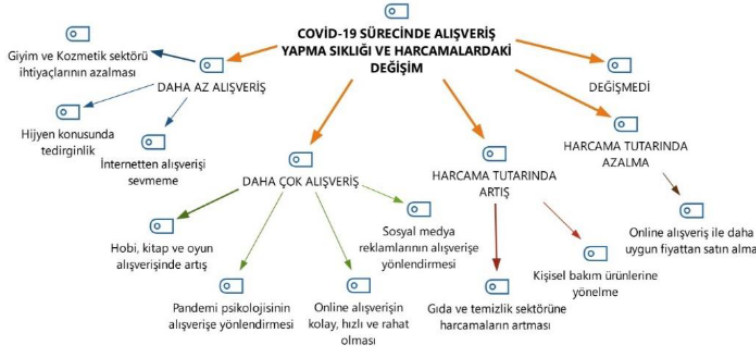 COVİD-19 SÜRECİNDE ALIŞVERİŞ
YAPMA SIKLIĞI VE HARCAMALARDAKİ
DEĞİŞİM
Giyim ve Kozmetik sektörü
ihtiyaçlarının azalması
DAHA AZ ALIŞVERİŞ
DEĞİŞMEDİ
Hijyen konusunda
tedirginlik
İnternetten alışverişi
sevmeme
DAHA ÇOK ALIŞVERİŞ
HARCAMA TUTARINDA
ARTIŞ
HARCAMA TUTARINDA
AZALMA
Hobi, kitap ve oyun
alışverişinde artış
Pandemi psikolojisinin
alışverişe yönlendirmesi
Online alışverişin
kolay, hızlı ve rahat
olması
Sosyal medya
reklamlarının alışverişe
yönlendirmesi
Gıda ve temizlik sektörüne
harcamaların artması
Kişisel bakım ürünlerine
yönelme
Online alışveriş ile daha
uygun fiyattan satın alma